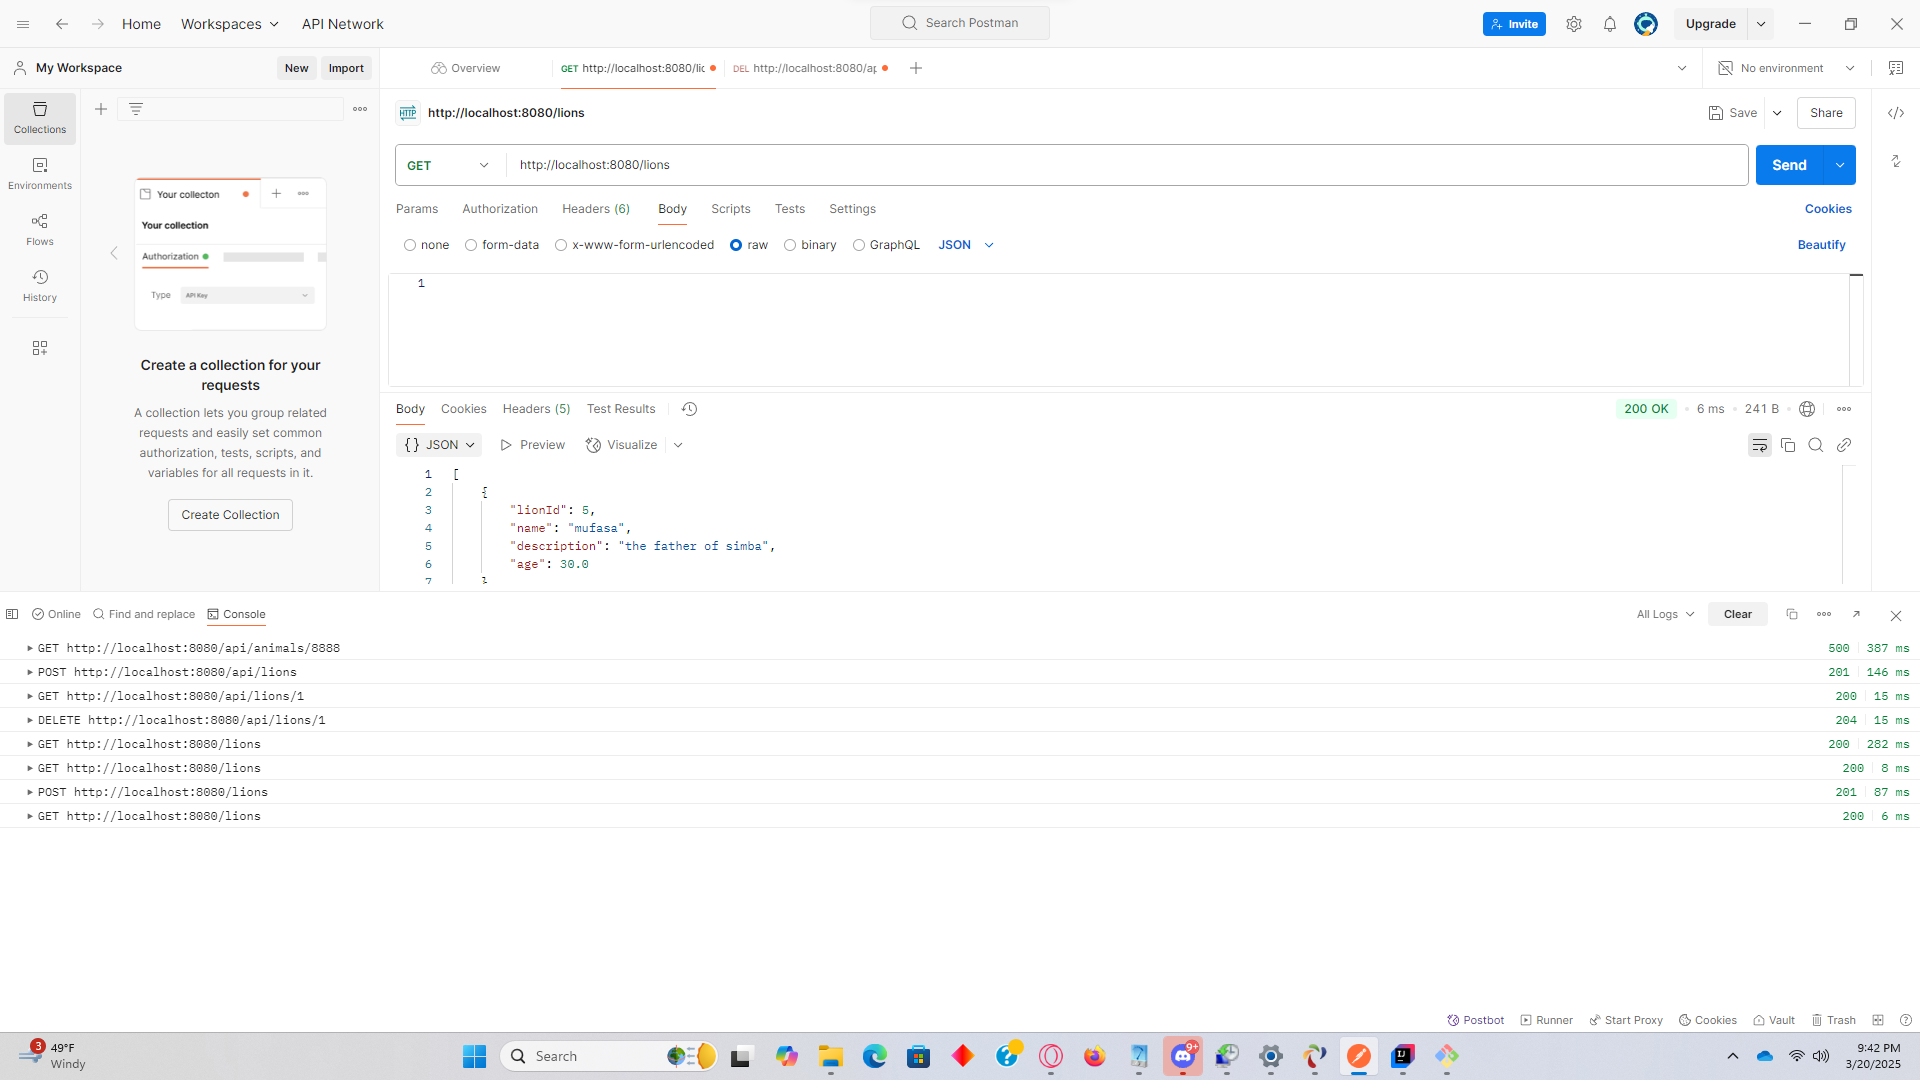 Home Workspaces API Network Search Postman Invite Upgrade
My Workspace New Import Overview GET http://localhost:8080/lic DEL http://localhost:8080/ap No environment
Collections
Environments
Flows
History
Your collecton
Your collection
Authorization
Type API Key
Create a collection for your
requests
A collection lets you group related
requests and easily set common
authorization, tests, scripts, and
variables for all requests in it.
Create Collection
HTTP http://localhost:8080/lions Save Share
GET http://localhost:8080/lions Send
Params Authorization Headers (6) Body Scripts Tests Settings Cookies
none form-data x-www-form-urlencoded raw binary GraphQL JSON Beautify
1
Body Cookies Headers (5) Test Results 200 OK • 6 ms • 241 B
{} JSON Preview Visualize
1 [
2 {
3 "lionId": 5,
4 "name": "mufasa",
5 "description": "the father of simba",
6 "age": 30.0
7 }
Online Find and replace Console All Logs Clear
GET http://localhost:8080/api/animals/8888 500 387 ms
POST http://localhost:8080/api/lions 201 146 ms
GET http://localhost:8080/api/lions/1 200 15 ms
DELETE http://localhost:8080/api/lions/1 204 15 ms
GET http://localhost:8080/lions 200 282 ms
GET http://localhost:8080/lions 200 8 ms
POST http://localhost:8080/lions 201 87 ms
GET http://localhost:8080/lions 200 6 ms
Postbot Runner Start Proxy Cookies Vault Trash
3 49°F
Windy
Search
9+
9:42 PM
3/20/2025